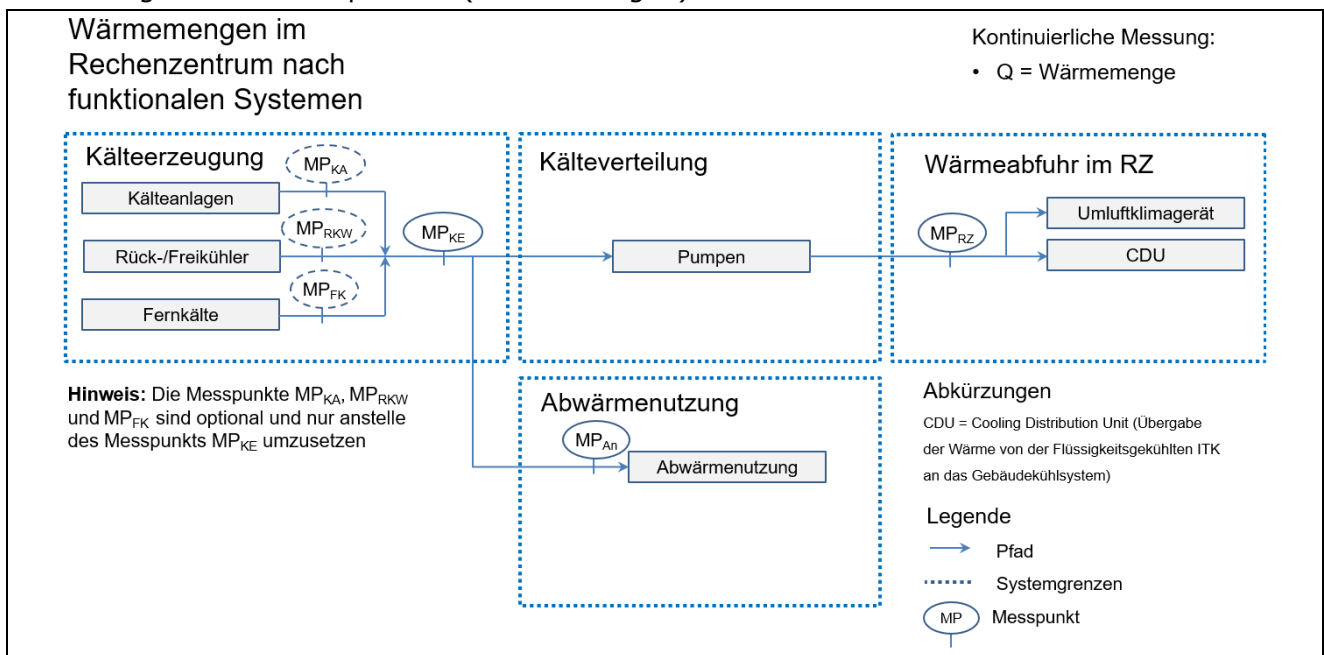 Wärmemengen im
Rechenzentrum nach
funktionalen Systemen
Kontinuierliche Messung:
• Q = Wärmemenge
Kälteerzeugung
MPKA
Kälteanlagen
MPRKW
Rück-/Freikühler
MPKE
MPFK
Fernkälte
Kälteverteilung
Pumpen
Wärmeabfuhr im RZ
MPRZ
Umluftklimagerät
CDU
Hinweis: Die Messpunkte MPKA, MPRKW
und MPFK sind optional und nur anstelle
des Messpunkts MPKE umzusetzen
Abwärmenutzung
MPAn
Abwärmenutzung
Abkürzungen
CDU = Cooling Distribution Unit (Übergabe
der Wärme von der Flüssigkeitsgekühlten ITK
an das Gebäudekühlsystem)
Legende
Pfad
Systemgrenzen
MP Messpunkt